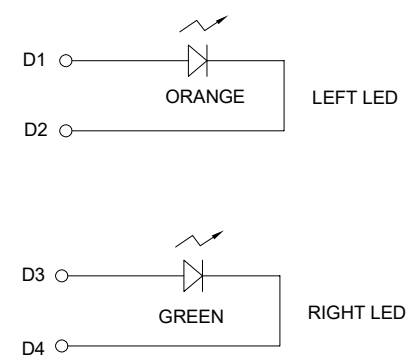 D1
ORANGE LEFT LED
D2
D3
GREEN RIGHT LED
D4